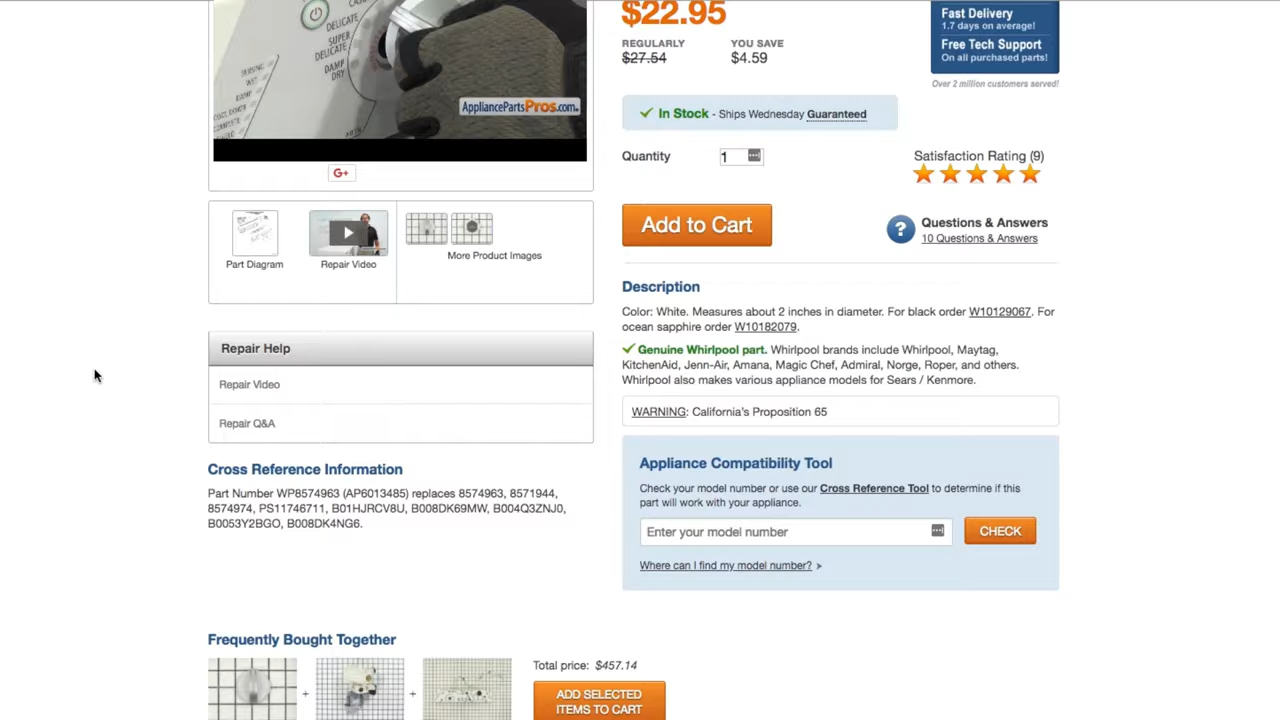 DELICATE
SUPER
DELICATE
DAMP
DRY
AppliancePartsPros.com
G+
Part Diagram
Repair Video
More Product Images
Repair Help
Repair Video
Repair Q&A
Cross Reference Information
Part Number WP8574963 (AP6013485) replaces 8574963, 8571944,
8574974, PS11746711, B01HJRCV8U, B008DK69MW, B004Q3ZNJ0,
B0053Y2BGO, B008DK4NG6.
$22.95
REGULARLY
YOU SAVE
$27.54
$4.59
Fast Delivery
1.7 days on average!
Free Tech Support
On all purchased parts!
Over 2 million customers served!
In Stock - Ships Wednesday Guaranteed
Quantity
1
Satisfaction Rating (9)
Add to Cart
?
Questions & Answers
10 Questions & Answers
Description
Color: White. Measures about 2 inches in diameter. For black order W10129067. For
ocean sapphire order W10182079.
Genuine Whirlpool part. Whirlpool brands include Whirlpool, Maytag,
KitchenAid, Jenn-Air, Amana, Magic Chef, Admiral, Norge, Roper, and others.
Whirlpool also makes various appliance models for Sears / Kenmore.
WARNING: California's Proposition 65
Appliance Compatibility Tool
Check your model number or use our Cross Reference Tool to determine if this
part will work with your appliance.
Enter your model number
CHECK
Where can I find my model number?
Frequently Bought Together
+
+
Total price: $457.14
ADD SELECTED
ITEMS TO CART